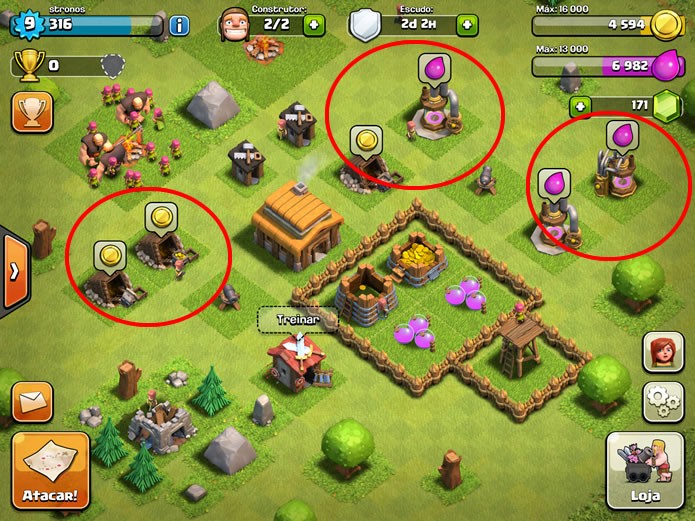 stronos
9
316
i
Construtor:
2/2
+
Escudo:
2d 2h
+
Máx: 16 000
4 594
Máx: 13 000
6 982
0
+
171
Treinar
Atacar!
Loja